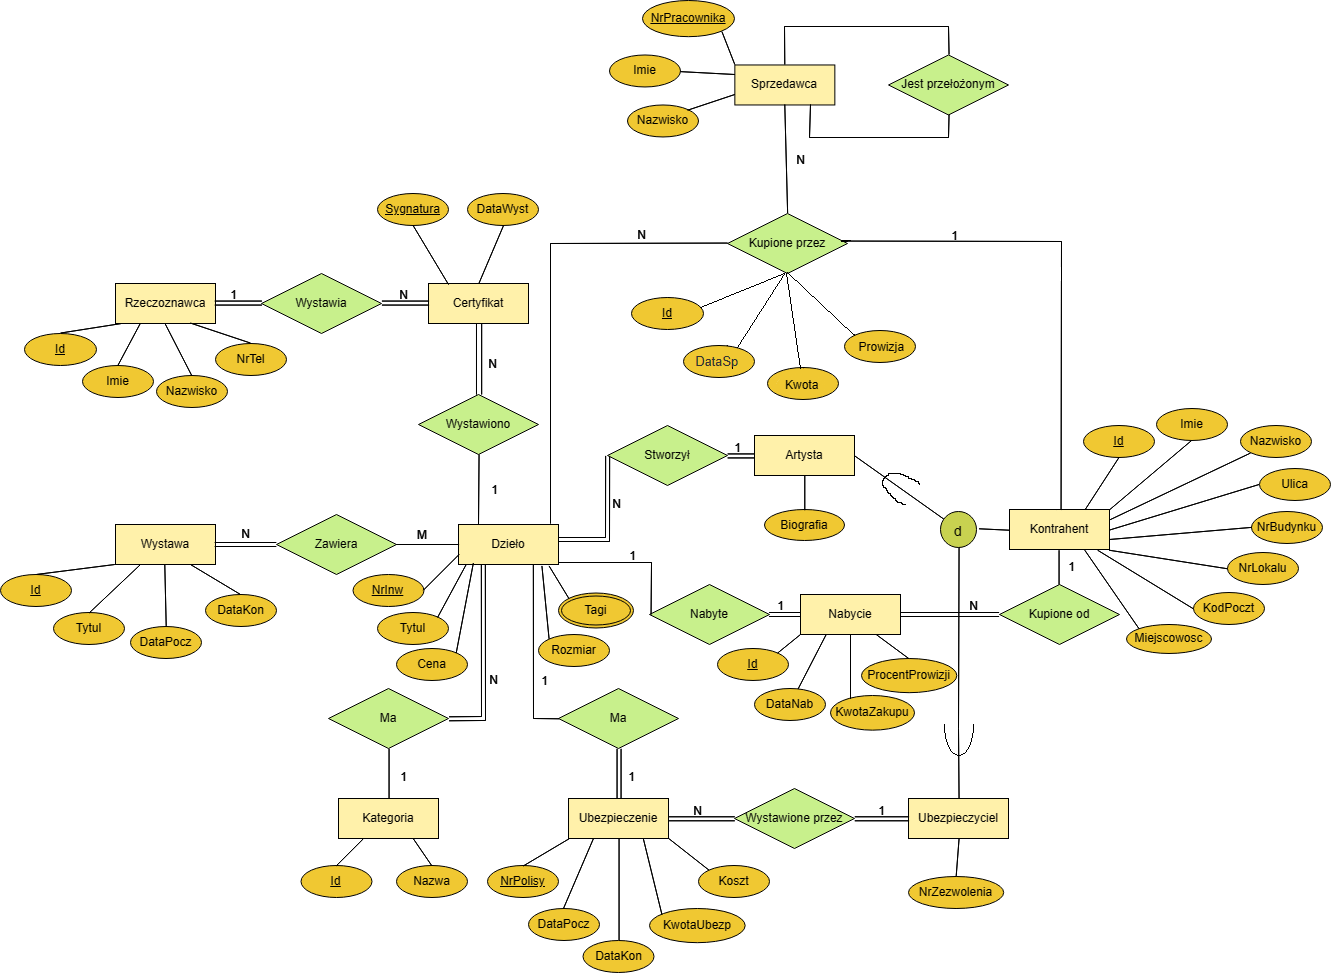 NrPracownika
Imie
Sprzedawca
Jest przełożonym
Nazwisko
N
Sygnatura
DataWyst
N
Kupione przez
1
Rzeczoznawca
1
Wystawia
N
Certyfikat
Id
Prowizja
Id
Imie
Nazwisko
NrTel
N
DataSp
Kwota
Wystawiono
Stworzył
1
Artysta
Id
Imie
Nazwisko
Ulica
1
N
Biografia
d
Kontrahent
NrBudynku
Wystawa
N
Zawiera
M
Dzieło
1
1
NrLokalu
Id
Tytul
DataPocz
DataKon
NrInw
Tytul
Cena
Tagi
Rozmiar
Nabyte
1
Nabycie
N
Kupione od
KodPoczt
Miejscowosc
Id
DataNab
KwotaZakupu
ProcentProwizji
N
1
Ma
Ma
1
1
Kategoria
Ubezpieczenie
N
Wystawione przez
1
Ubezpieczyciel
Id
Nazwa
NrPolisy
DataPocz
DataKon
KwotaUbezp
Koszt
NrZezwolenia